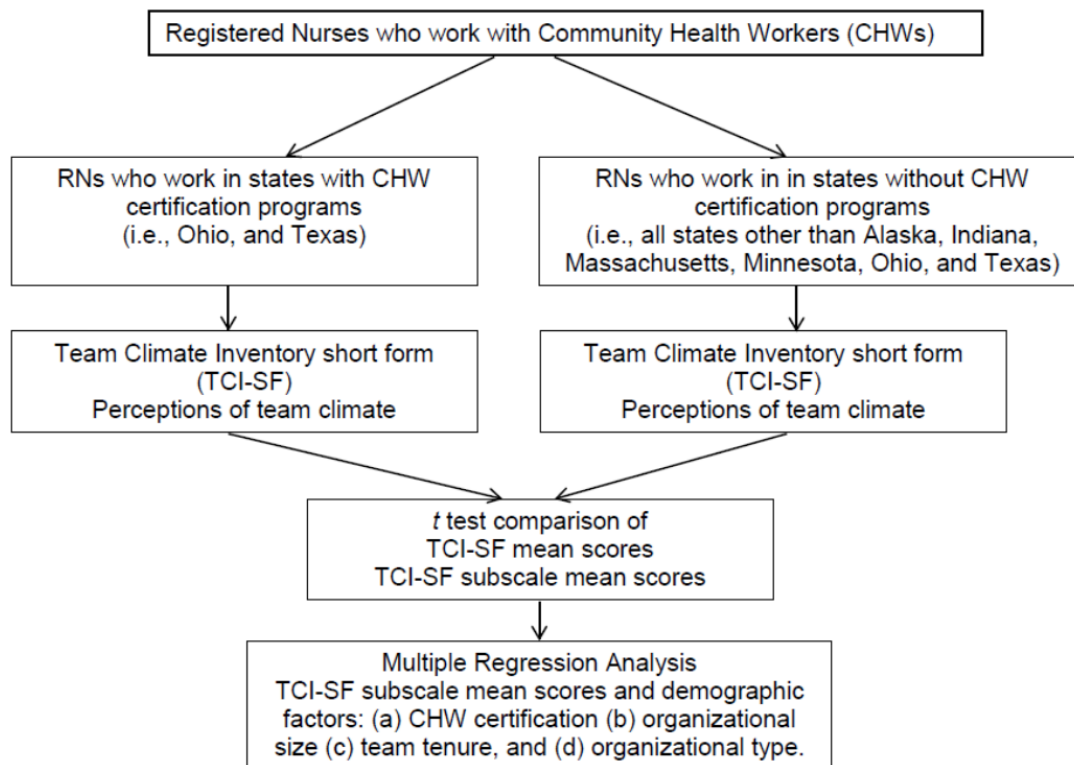 Registered Nurses who work with Community Health Workers (CHWs)
RNs who work in states with CHW
certification programs
(i.e., Ohio, and Texas)
RNs who work in in states without CHW
certification programs
(i.e., all states other than Alaska, Indiana,
Massachusetts, Minnesota, Ohio, and Texas)
Team Climate Inventory short form
(TCI-SF)
Perceptions of team climate
Team Climate Inventory short form
(TCI-SF)
Perceptions of team climate
t test comparison of
TCI-SF mean scores
TCI-SF subscale mean scores
Multiple Regression Analysis
TCI-SF subscale mean scores and demographic
factors: (a) CHW certification (b) organizational
size (c) team tenure, and (d) organizational type.